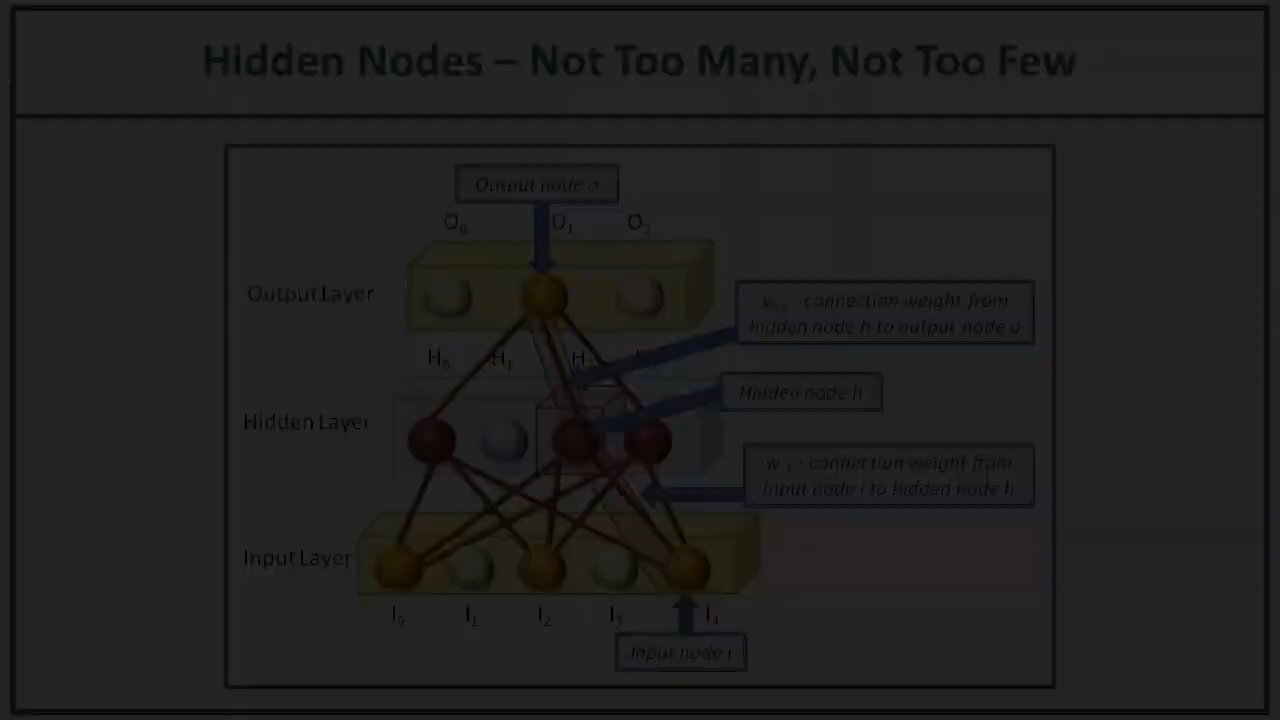 Hidden Nodes – Not Too Many, Not Too Few
Output node o
O₀ O₁ O₂
Output Layer
connection weight from
hidden node h to output node o
H₀ H₁ H
Hidden node h
Hidden Layer
connection weight from
input node i to hidden node h
Input Layer
I₀ I₁ I₂ I₃ I₄
Input node i